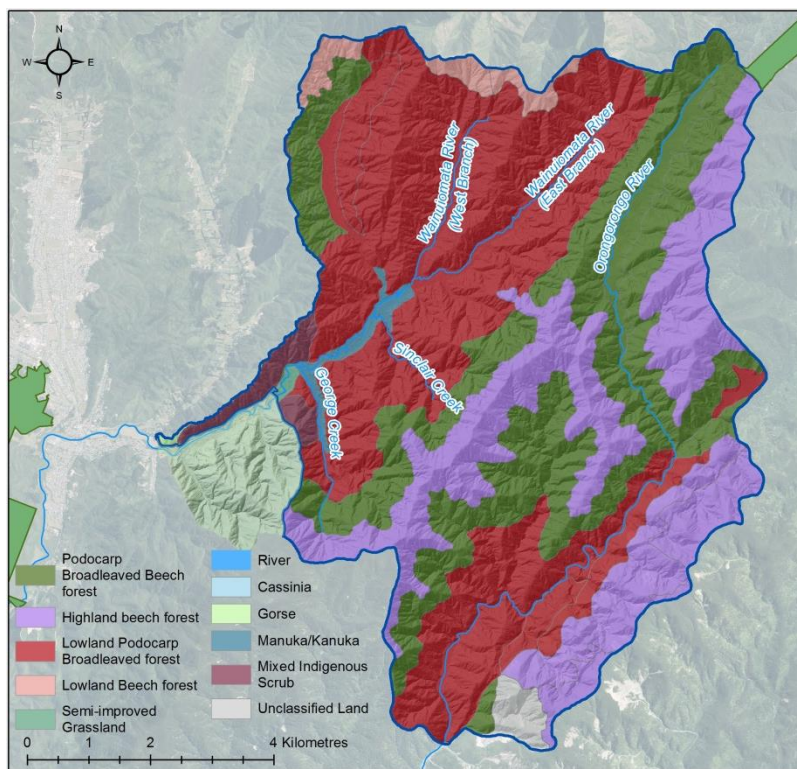 N
W E
S
Wainuiomata River
(West Branch)
Wainuiomata River
(East Branch)
Orongorongo River
Sinclair Creek
George Creek
Podocarp
Broadleaved Beech
forest
Highland beech forest
Lowland Podocarp
Broadleaved forest
Lowland Beech forest
Semi-improved
Grassland
River
Cassinia
Gorse
Manuka/Kanuka
Mixed Indigenous
Scrub
Unclassified Land
0 1 2 4 Kilometres